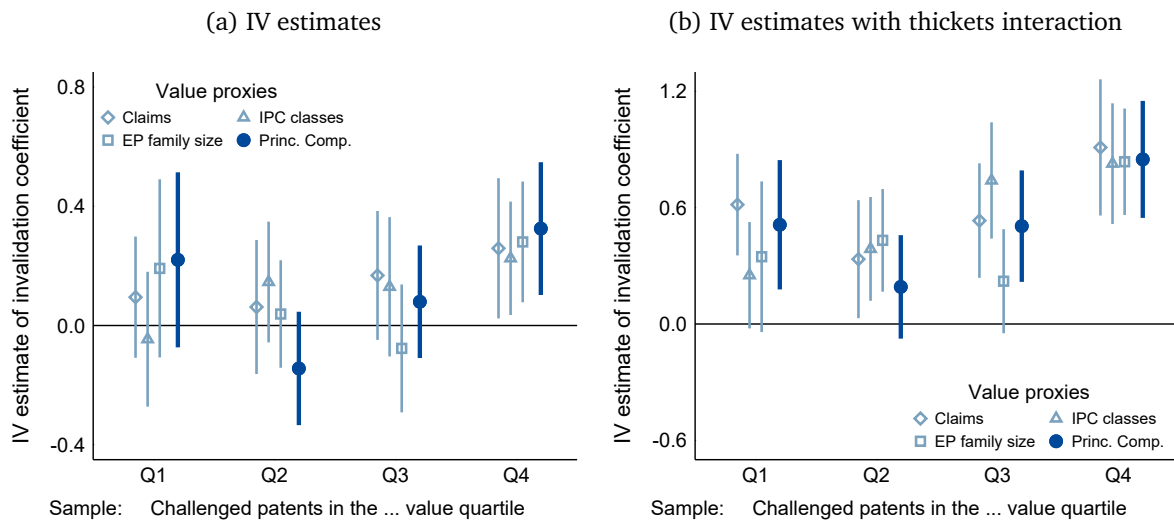 (a) IV estimates
IV estimate of invalidation coefficient
0.8
0.4
0.0
-0.4
Value proxies
Claims
IPC classes
EP family size
Princ. Comp.
Q1
Q2
Q3
Q4
Sample: Challenged patents in the ... value quartile
(b) IV estimates with thickets interaction
IV estimate of invalidation coefficient
1.2
0.6
0.0
-0.6
Value proxies
Claims
IPC classes
EP family size
Princ. Comp.
Q1
Q2
Q3
Q4
Sample: Challenged patents in the ... value quartile